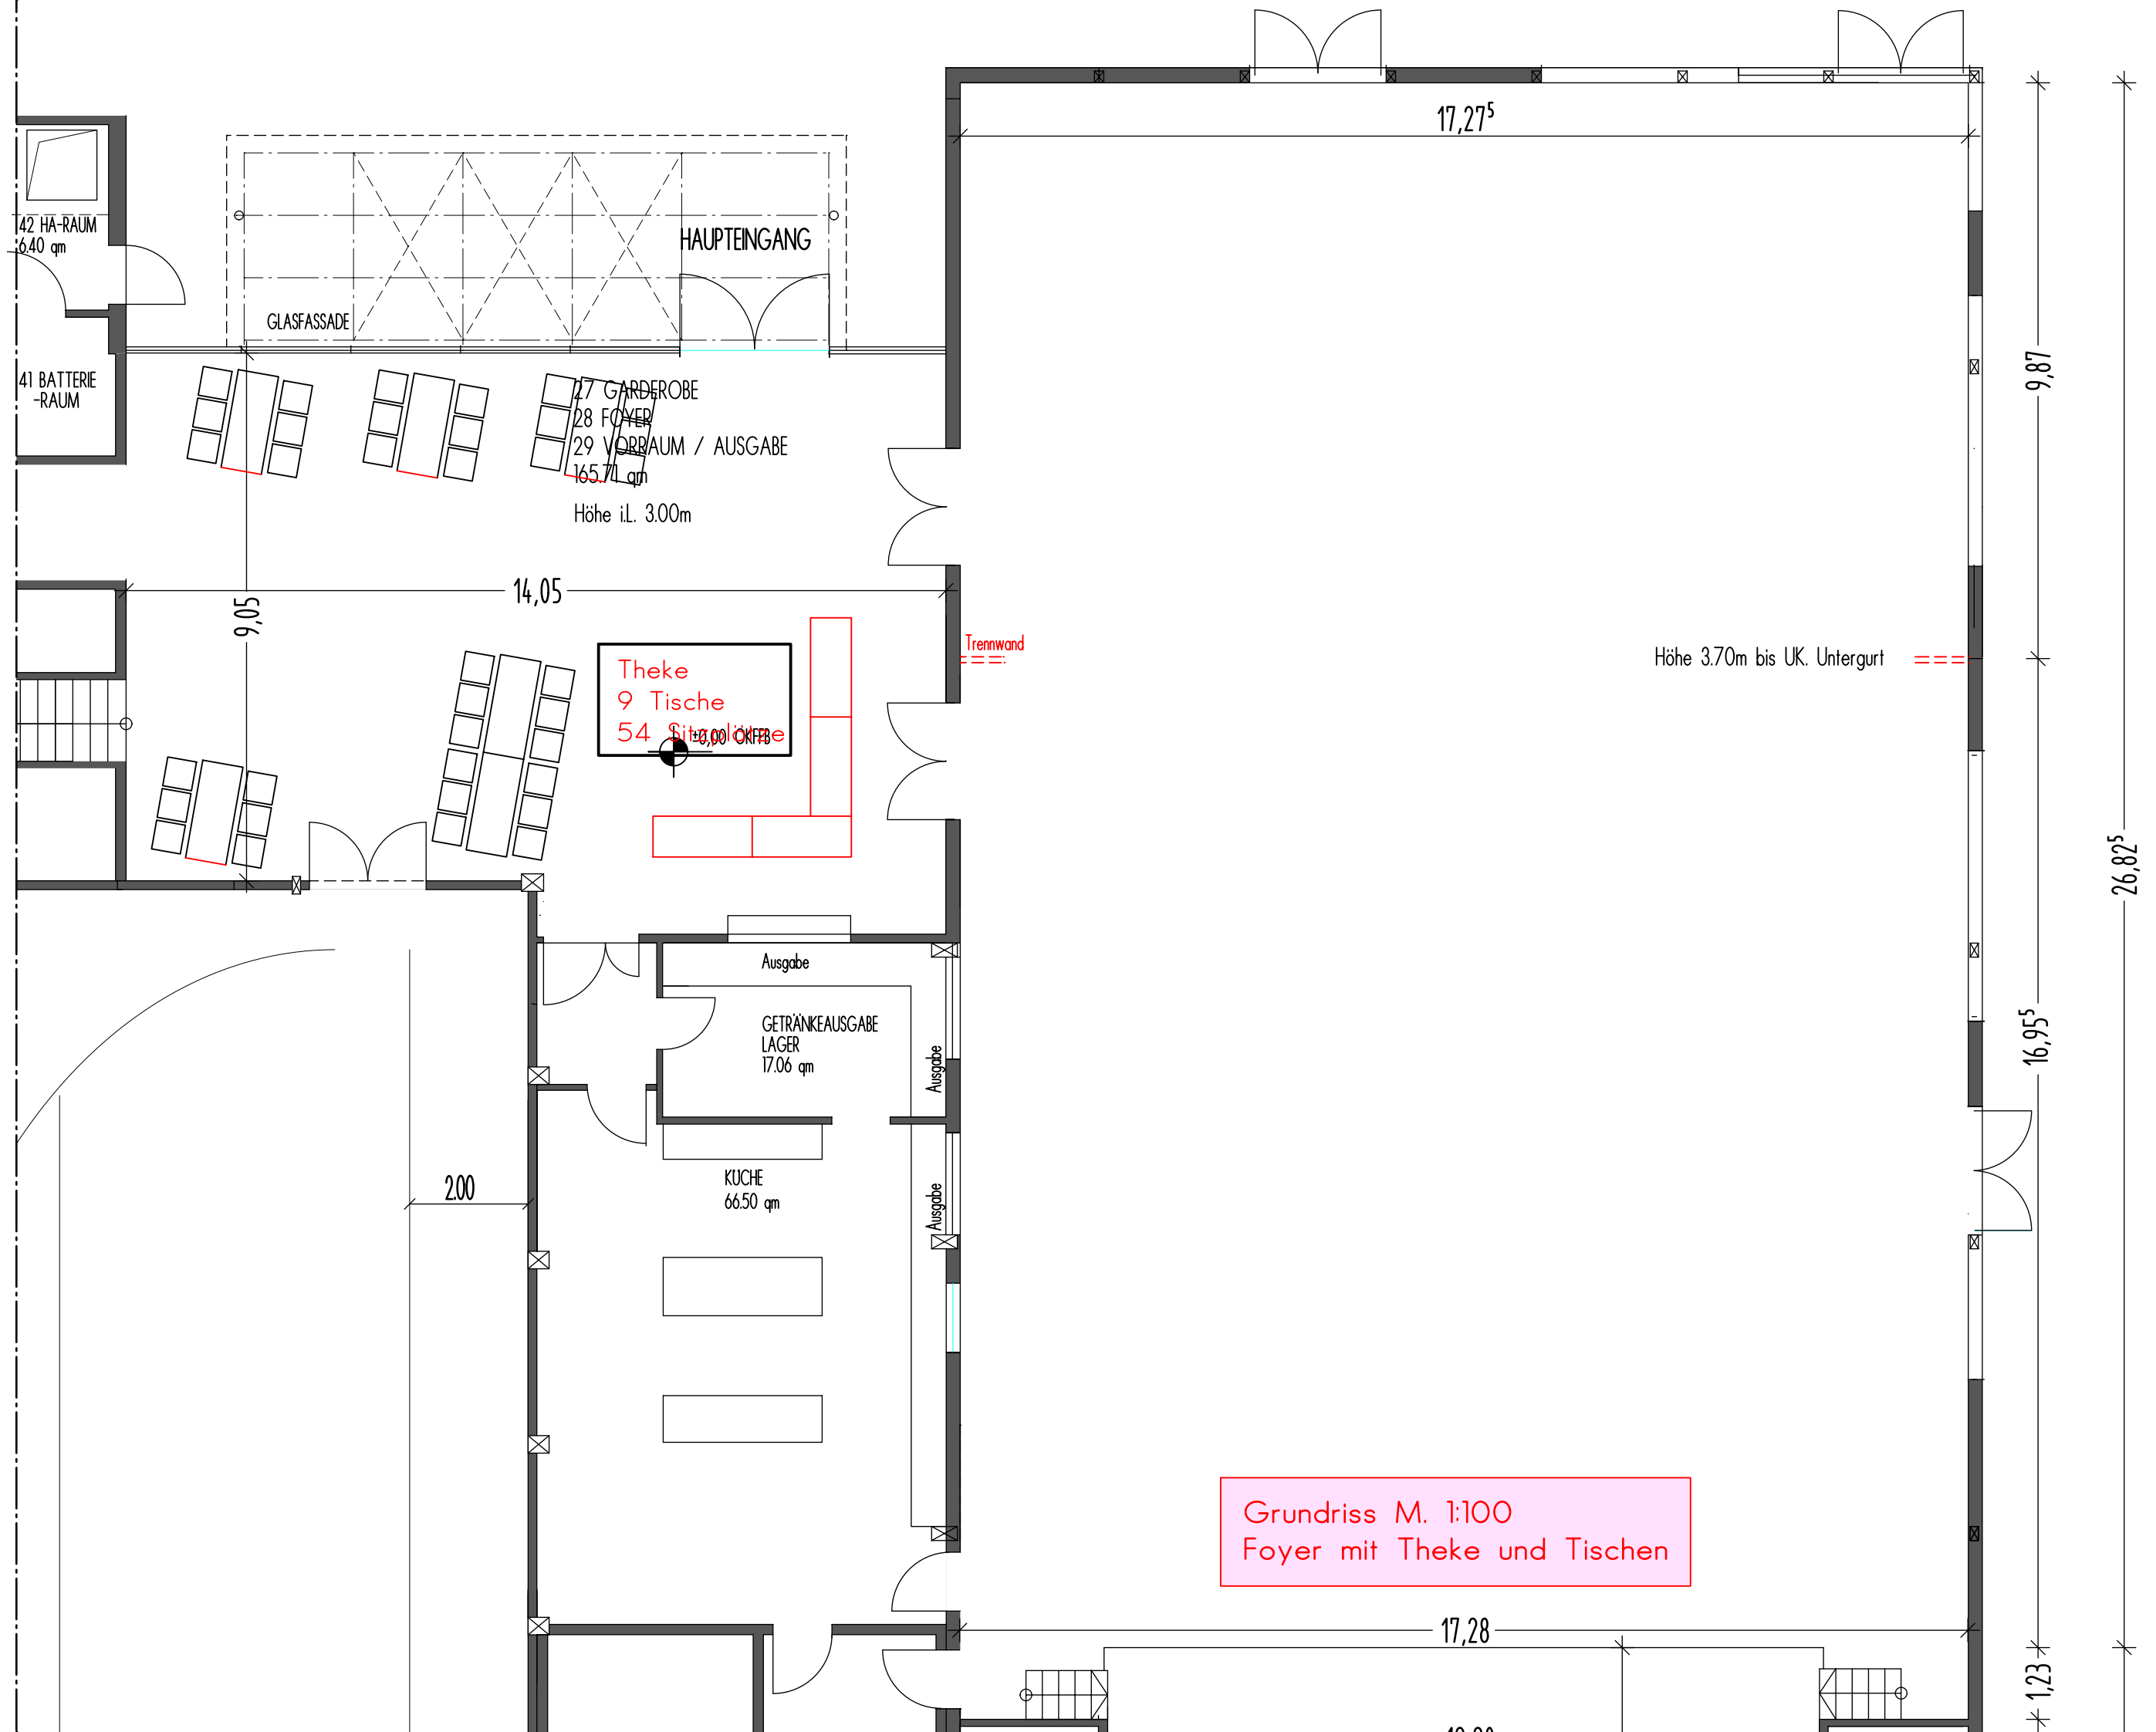 17,27⁵
42 HA-RAUM
6.40 qm
HAUPTEINGANG
GLASFASSADE
41 BATTERIE
-RAUM
27 GARDEROBE
28 FOYER
29 VORRAUM / AUSGABE
165.71 qm
Höhe i.L. 3.00m
9,87
14,05
9,05
Trennwand
Höhe 3.70m bis UK. Untergurt
Theke
9 Tische
54 Sitzplätze
±0,00 OKFFB
26,82⁵
Ausgabe
GETRÄNKEAUSGABE
LAGER
17.06 qm
Ausgabe
16,95⁵
KÜCHE
66.50 qm
Ausgabe
2.00
Grundriss M. 1:100
Foyer mit Theke und Tischen
17,28
1,23